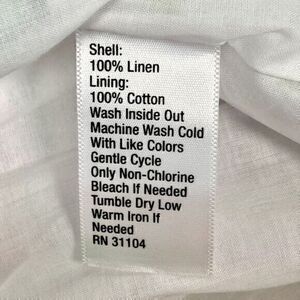 Shell:
100% Linen
Lining:
100% Cotton
Wash Inside Out
Machine Wash Cold
With Like Colors
Gentle Cycle
Only Non-Chlorine
Bleach If Needed
Tumble Dry Low
Warm Iron If
Needed
RN 31104